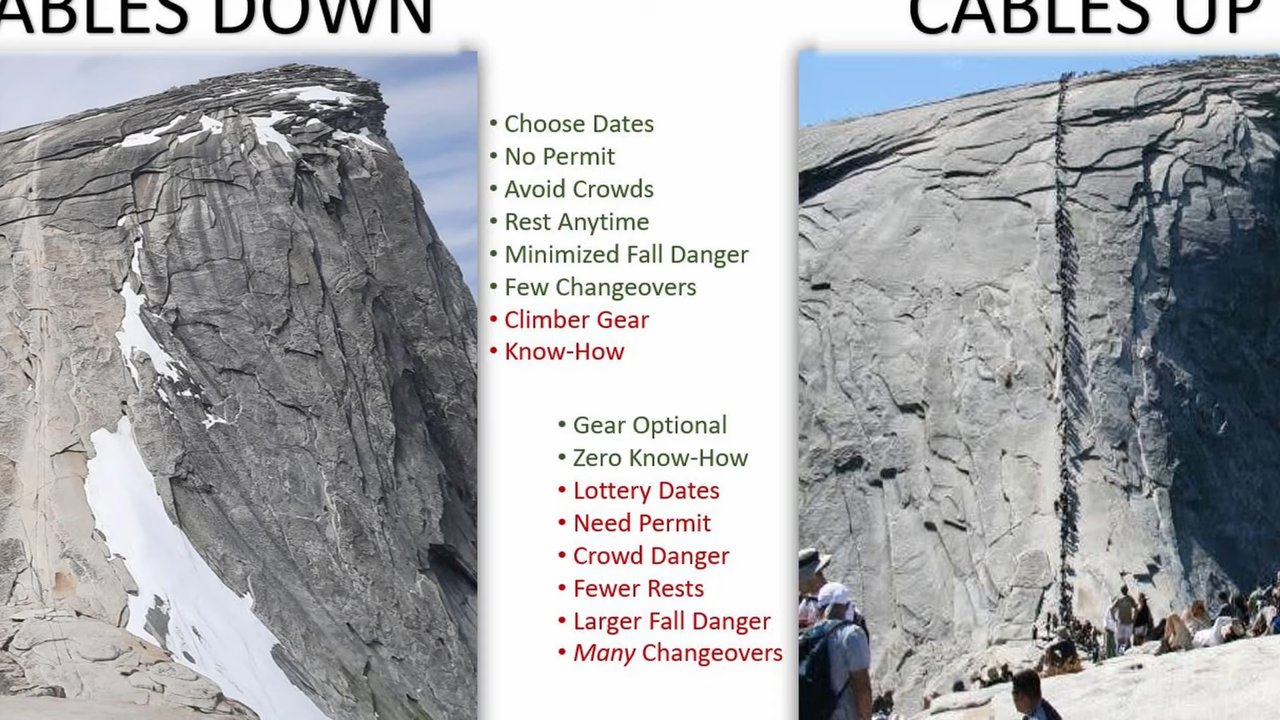 ABLES DOWN
CABLES UP
• Choose Dates
• No Permit
• Avoid Crowds
• Rest Anytime
• Minimized Fall Danger
• Few Changeovers
• Climber Gear
• Know-How
• Gear Optional
• Zero Know-How
• Lottery Dates
• Need Permit
• Crowd Danger
• Fewer Rests
• Larger Fall Danger
• Many Changeovers